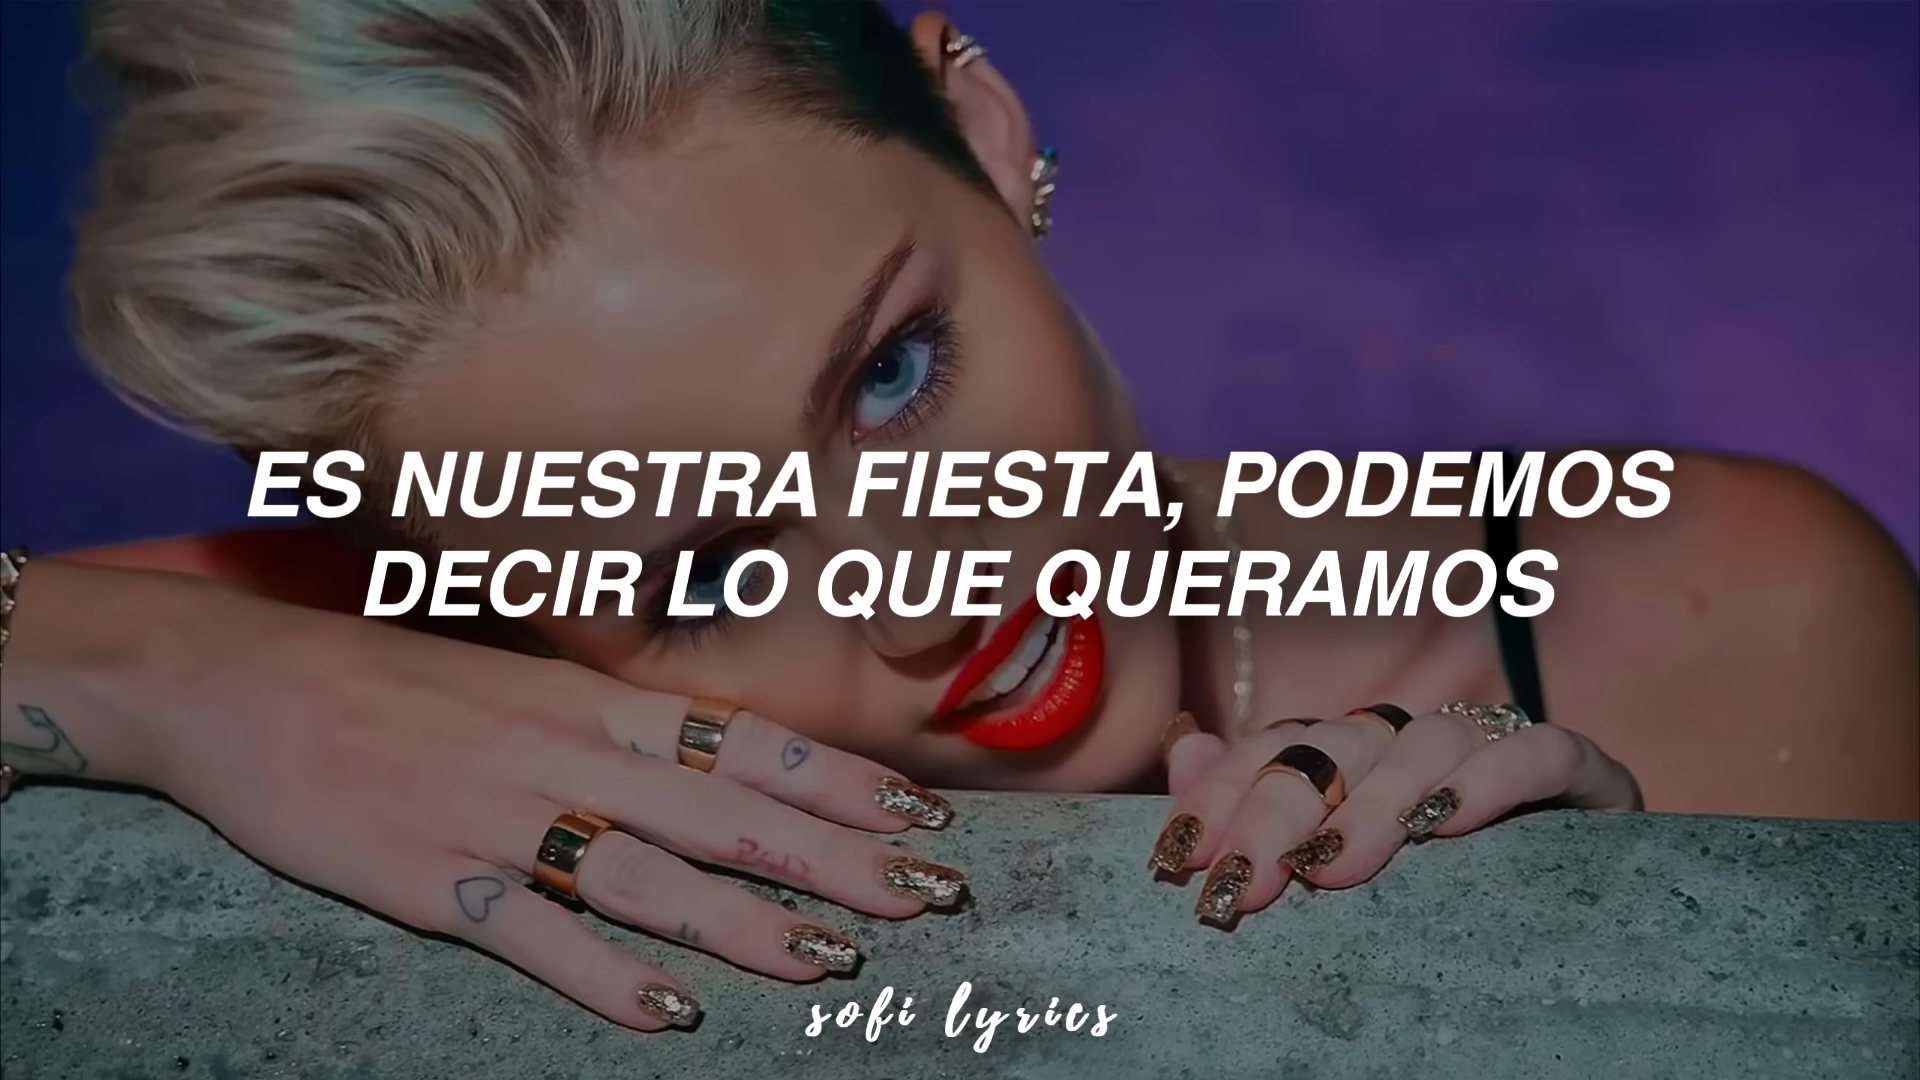 ES NUESTRA FIESTA, PODEMOS
DECIR LO QUE QUERAMOS
sofi lyrics